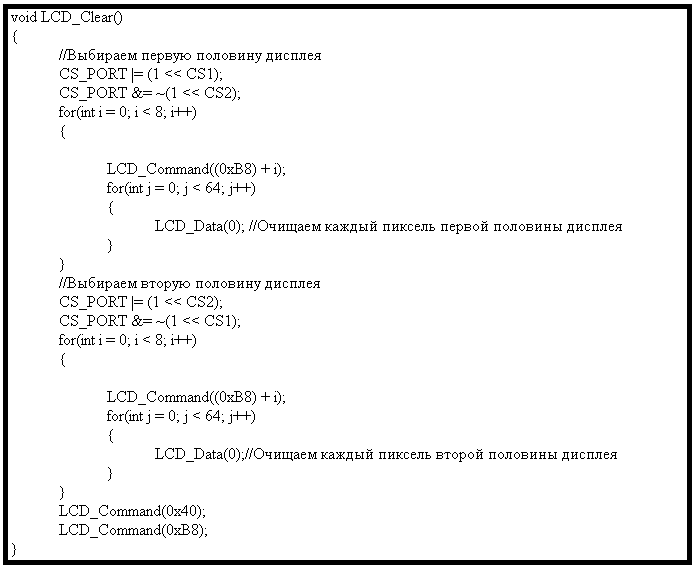 void LCD_Clear()
{
//Выбираем первую половину дисплея
CS_PORT |= (1 << CS1);
CS_PORT &= ~(1 << CS2);
for(int i = 0; i < 8; i++)
{
LCD_Command((0xB8) + i);
for(int j = 0; j < 64; j++)
{
LCD_Data(0); //Очищаем каждый пиксель первой половины дисплея
}
}
//Выбираем вторую половину дисплея
CS_PORT |= (1 << CS2);
CS_PORT &= ~(1 << CS1);
for(int i = 0; i < 8; i++)
{
LCD_Command((0xB8) + i);
for(int j = 0; j < 64; j++)
{
LCD_Data(0);//Очищаем каждый пиксель второй половины дисплея
}
}
LCD_Command(0x40);
LCD_Command(0xB8);
}